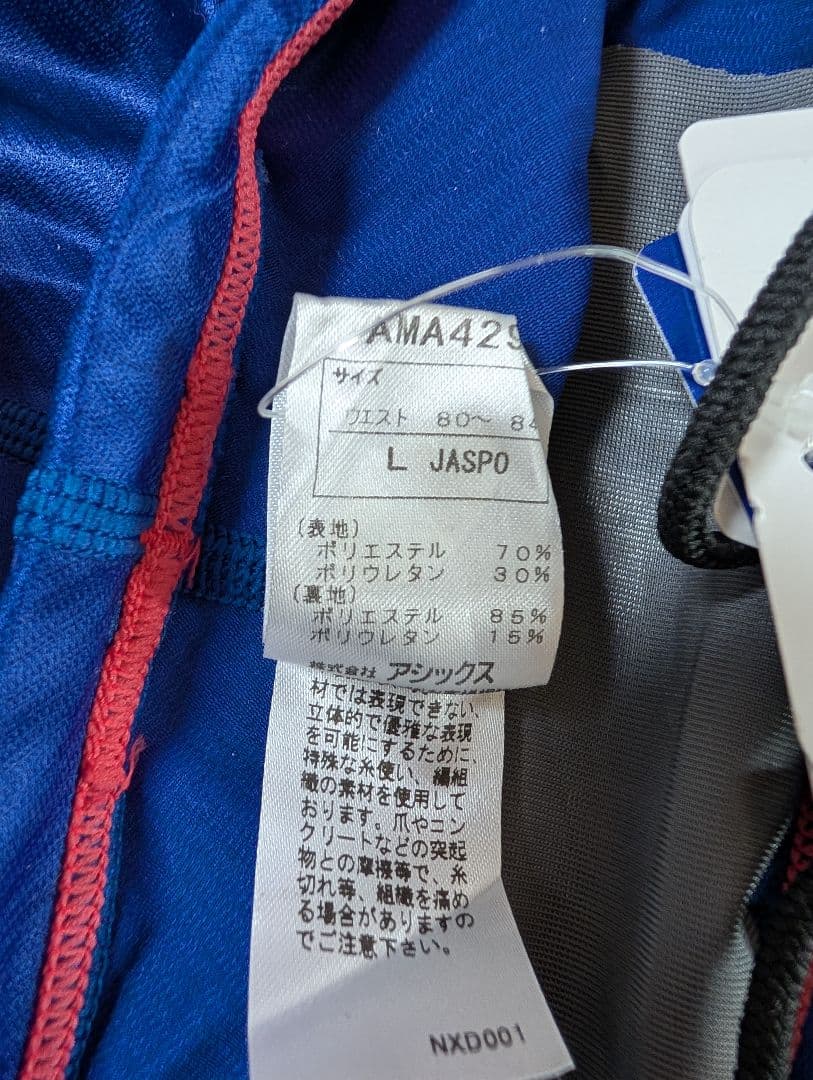 AMA429
サイズ
ウエスト 80～ 84
L JASPO
(表地)
ポリエステル 70%
ポリウレタン 30%
(裏地)
ポリエステル 85%
ポリウレタン 15%
株式会社 アシックス
材では表現できない、
立体的で優雅な表現
を可能にするために、
特殊な糸使い、編組
織の素材を使用して
おります。爪やコン
クリートなどの突起
物との摩擦等で、糸
切れ等、組織を痛め
る場合がありますの
でご注意下さい。
NXD001